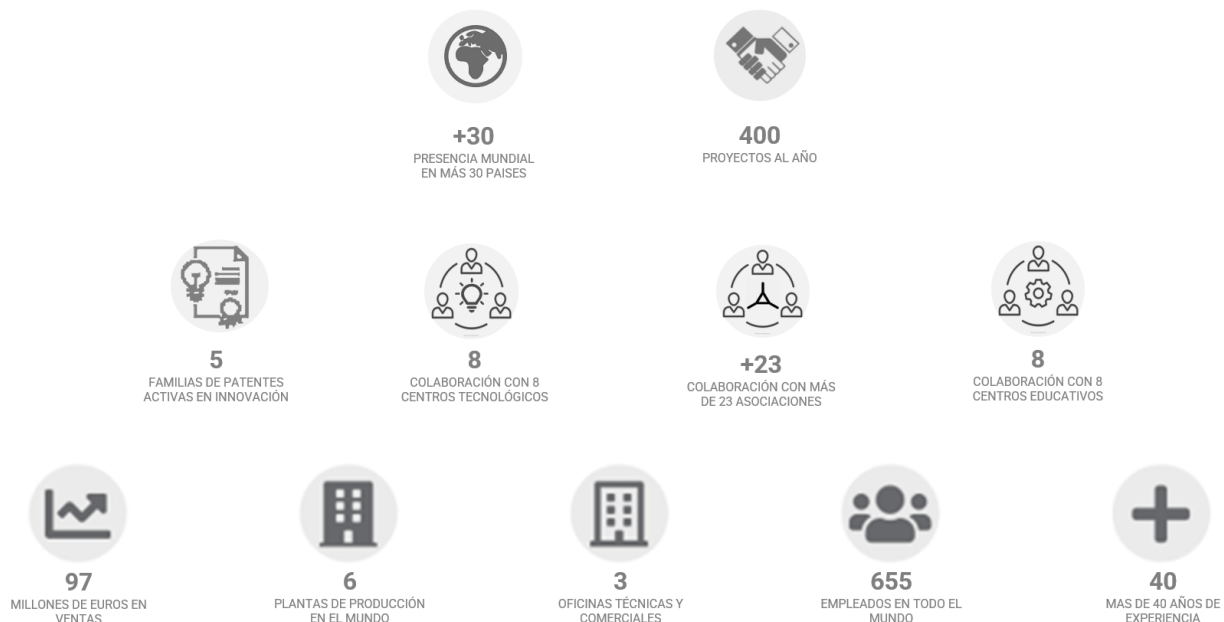 +30
PRESENCIA MUNDIAL
EN MÁS 30 PAISES
400
PROYECTOS AL AÑO
5
FAMILIAS DE PATENTES
ACTIVAS EN INNOVACIÓN
8
COLABORACIÓN CON 8
CENTROS TECNOLÓGICOS
+23
COLABORACIÓN CON MÁS
DE 23 ASOCIACIONES
8
COLABORACIÓN CON 8
CENTROS EDUCATIVOS
97
MILLONES DE EUROS EN
VENTAS
6
PLANTAS DE PRODUCCIÓN
EN EL MUNDO
3
OFICINAS TÉCNICAS Y
COMERCIALES
655
EMPLEADOS EN TODO EL
MUNDO
40
MAS DE 40 AÑOS DE
EXPERIENCIA